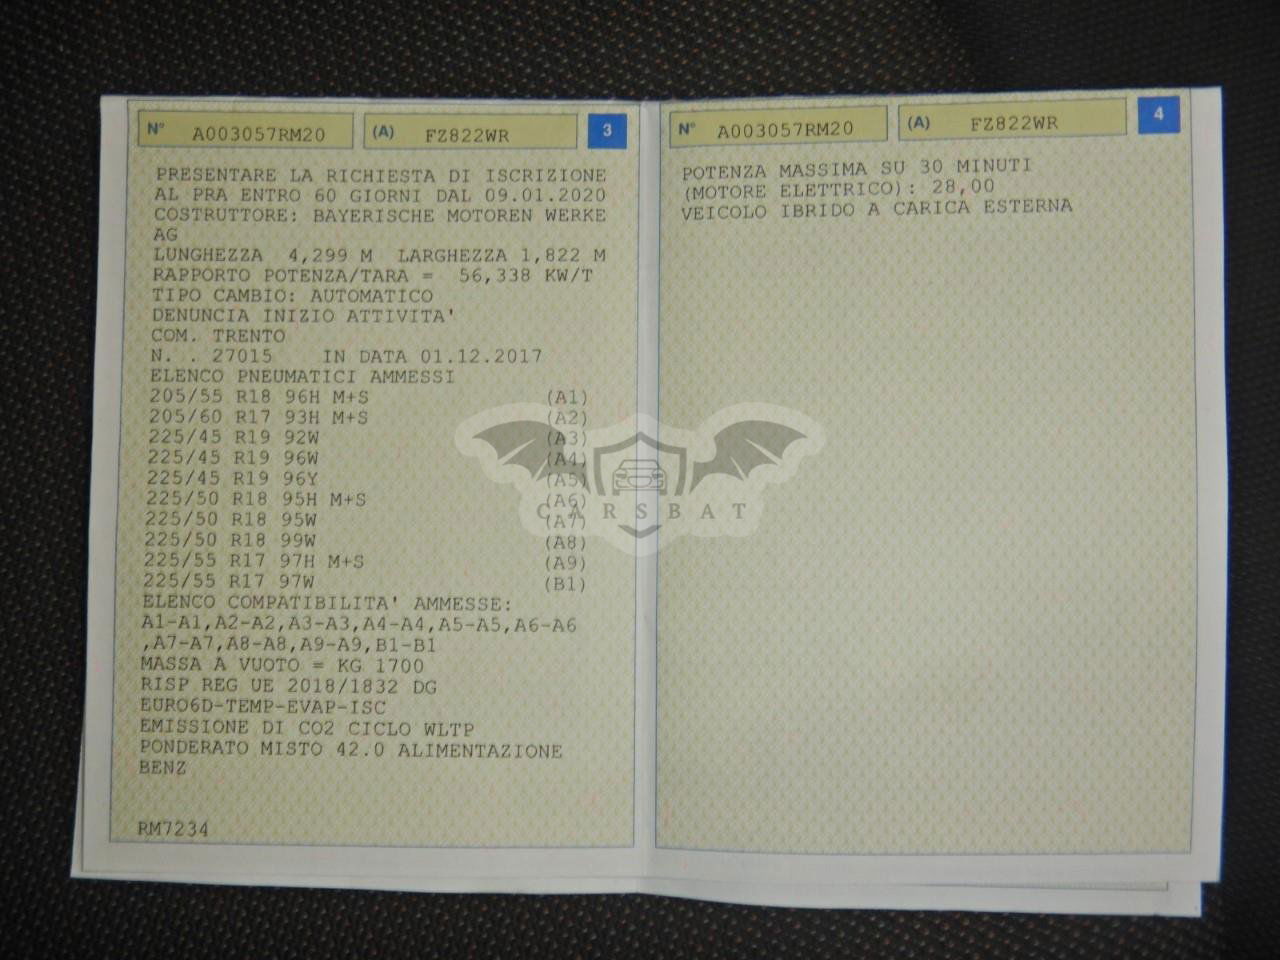 N° A003057RM20 (A) FZ822WR 3
PRESENTARE LA RICHIESTA DI ISCRIZIONE
AL PRA ENTRO 60 GIORNI DAL 09.01.2020
COSTRUTTORE: BAYERISCHE MOTOREN WERKE
AG
LUNGHEZZA 4,299 M LARGHEZZA 1,822 M
RAPPORTO POTENZA/TARA = 56,338 KW/T
TIPO CAMBIO: AUTOMATICO
DENUNCIA INIZIO ATTIVITA'
COM. TRENTO
N. . 27015 IN DATA 01.12.2017
ELENCO PNEUMATICI AMMESSI
205/55 R18 96H M+S (A1)
205/60 R17 93H M+S (A2)
225/45 R19 92W (A3)
225/45 R19 96W (A4)
225/45 R19 96Y (A5)
225/50 R18 95H M+S (A6)
225/50 R18 95W (A7)
225/50 R18 99W (A8)
225/55 R17 97H M+S (A9)
225/55 R17 97W (B1)
ELENCO COMPATIBILITA' AMMESSE:
A1-A1,A2-A2,A3-A3,A4-A4,A5-A5,A6-A6
,A7-A7,A8-A8,A9-A9,B1-B1
MASSA A VUOTO = KG 1700
RISP REG UE 2018/1832 DG
EURO6D-TEMP-EVAP-ISC
EMISSIONE DI CO2 CICLO WLTP
PONDERATO MISTO 42.0 ALIMENTAZIONE
BENZ
RM7234
N° A003057RM20 (A) FZ822WR 4
POTENZA MASSIMA SU 30 MINUTI
(MOTORE ELETTRICO): 28,00
VEICOLO IBRIDO A CARICA ESTERNA
CARSBAT